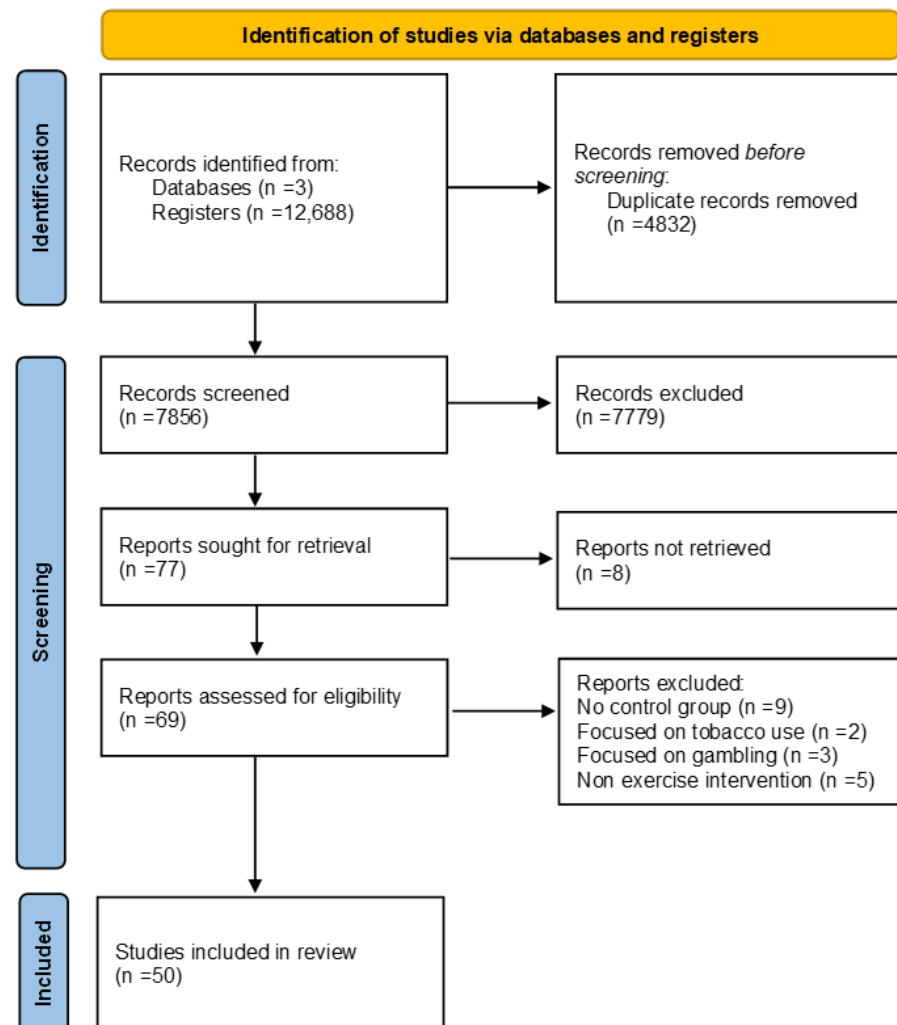 Identification of studies via databases and registers
Identification
Records identified from:
Databases (n =3)
Registers (n =12,688)
Records removed before
screening:
Duplicate records removed
(n =4832)
Screening
Records screened
(n =7856)
Records excluded
(n =7779)
Reports sought for retrieval
(n =77)
Reports not retrieved
(n =8)
Reports assessed for eligibility
(n =69)
Reports excluded:
No control group (n =9)
Focused on tobacco use (n =2)
Focused on gambling (n =3)
Non exercise intervention (n =5)
Included
Studies included in review
(n =50)